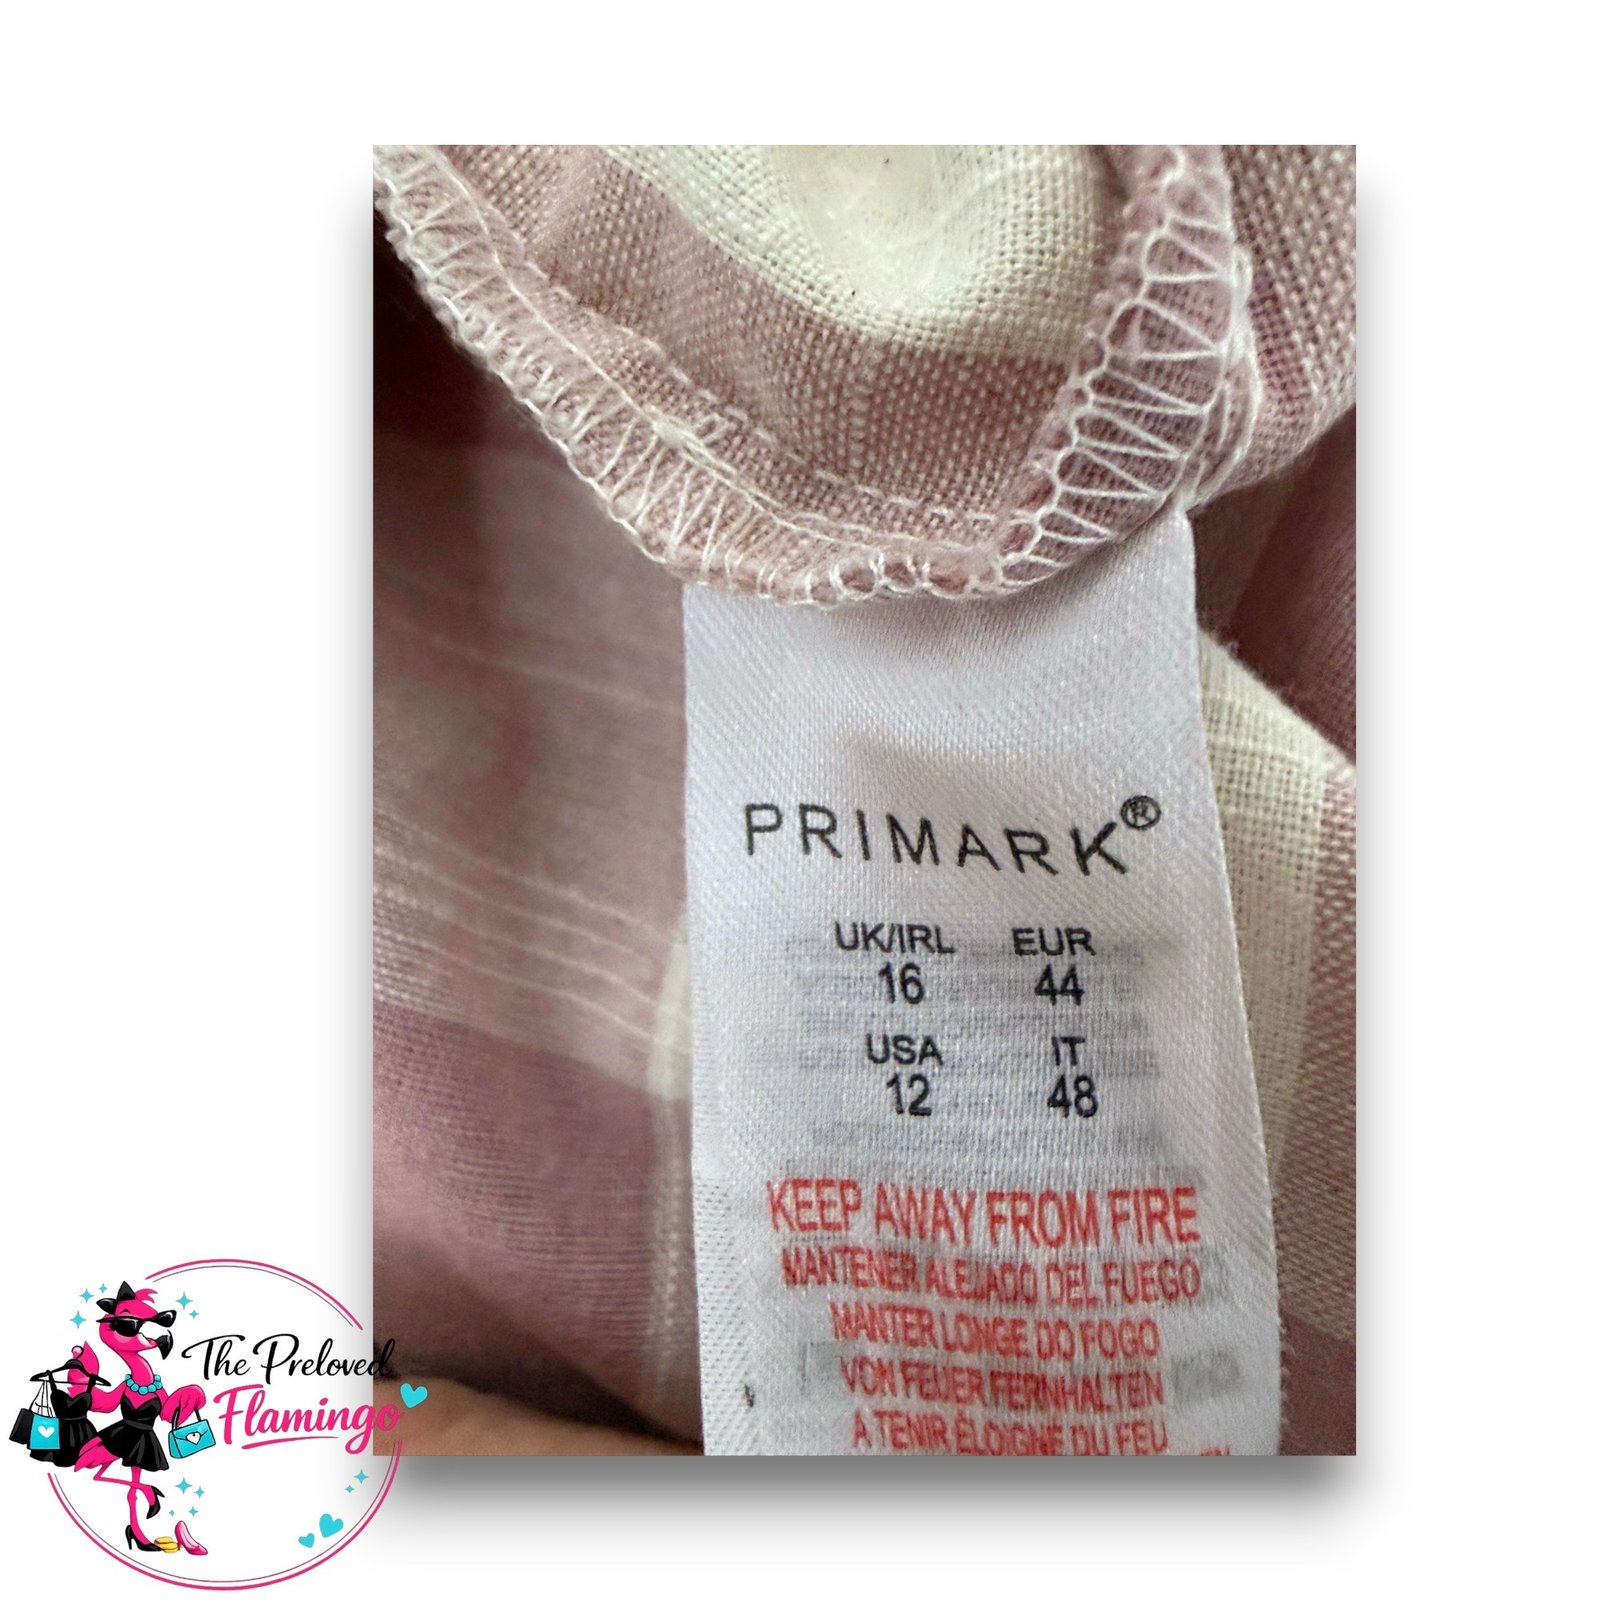 PRIMARK®
UK/IRL EUR
16 44
USA IT
12 48
KEEP AWAY FROM FIRE
MANTENER ALEJADO DEL FUEGO
MANTER LONGE DO FOGO
VON FEUER FERNHALTEN
A TENIR ÉLOIGNE DU FEU
The Preloved
Flamingo